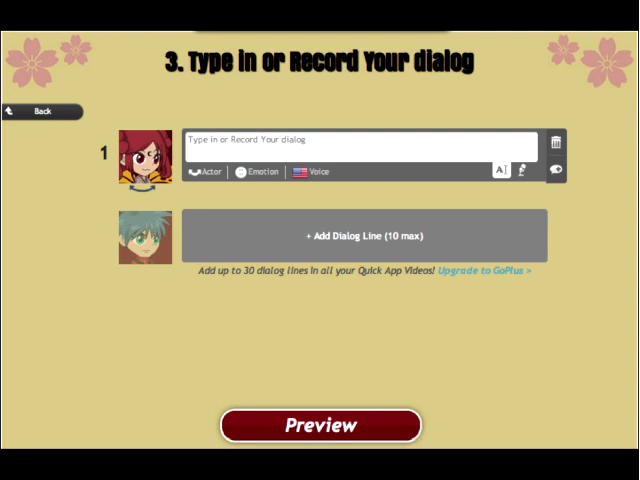 3. Type in or Record Your dialog
Back
1
Type in or Record Your dialog
Actor Emotion Voice A
+ Add Dialog Line (10 max)
Add up to 30 dialog lines in all your Quick App Videos! Upgrade to GoPlus »
Preview